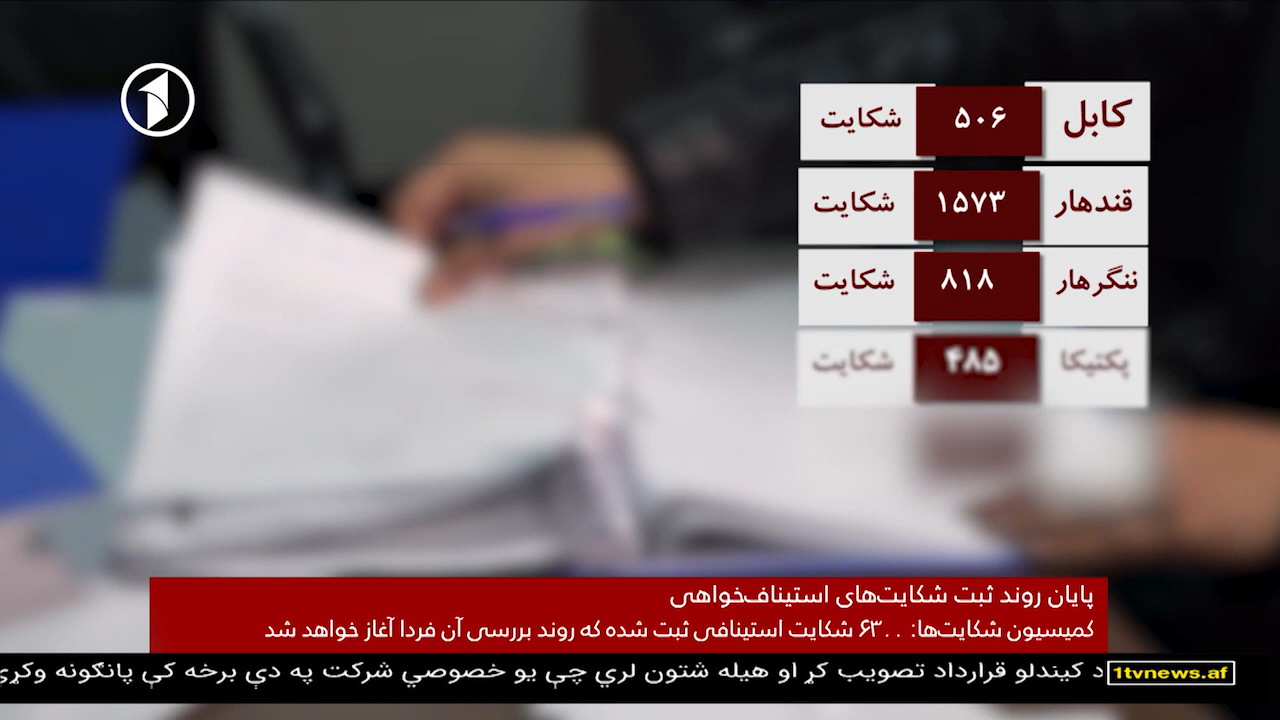 کابل ۵۰۶ شکایت
قندهار ۱۵۷۳ شکایت
ننگرهار ۸۱۸ شکایت
پکتیکا ۴۸۵ شکایت
پایان روند ثبت شکایت‌های استیناف‌خواهی
کمیسیون شکایت‌ها: ۶۳۰۰ شکایت استینافی ثبت شده که روند بررسی آن فردا آغاز خواهد شد
د کیندلو قرارداد تصویب کړ او هیله شتون لري چې یو خصوصي شرکت په دې برخه کې پانګونه وکړي
1tvnews.af